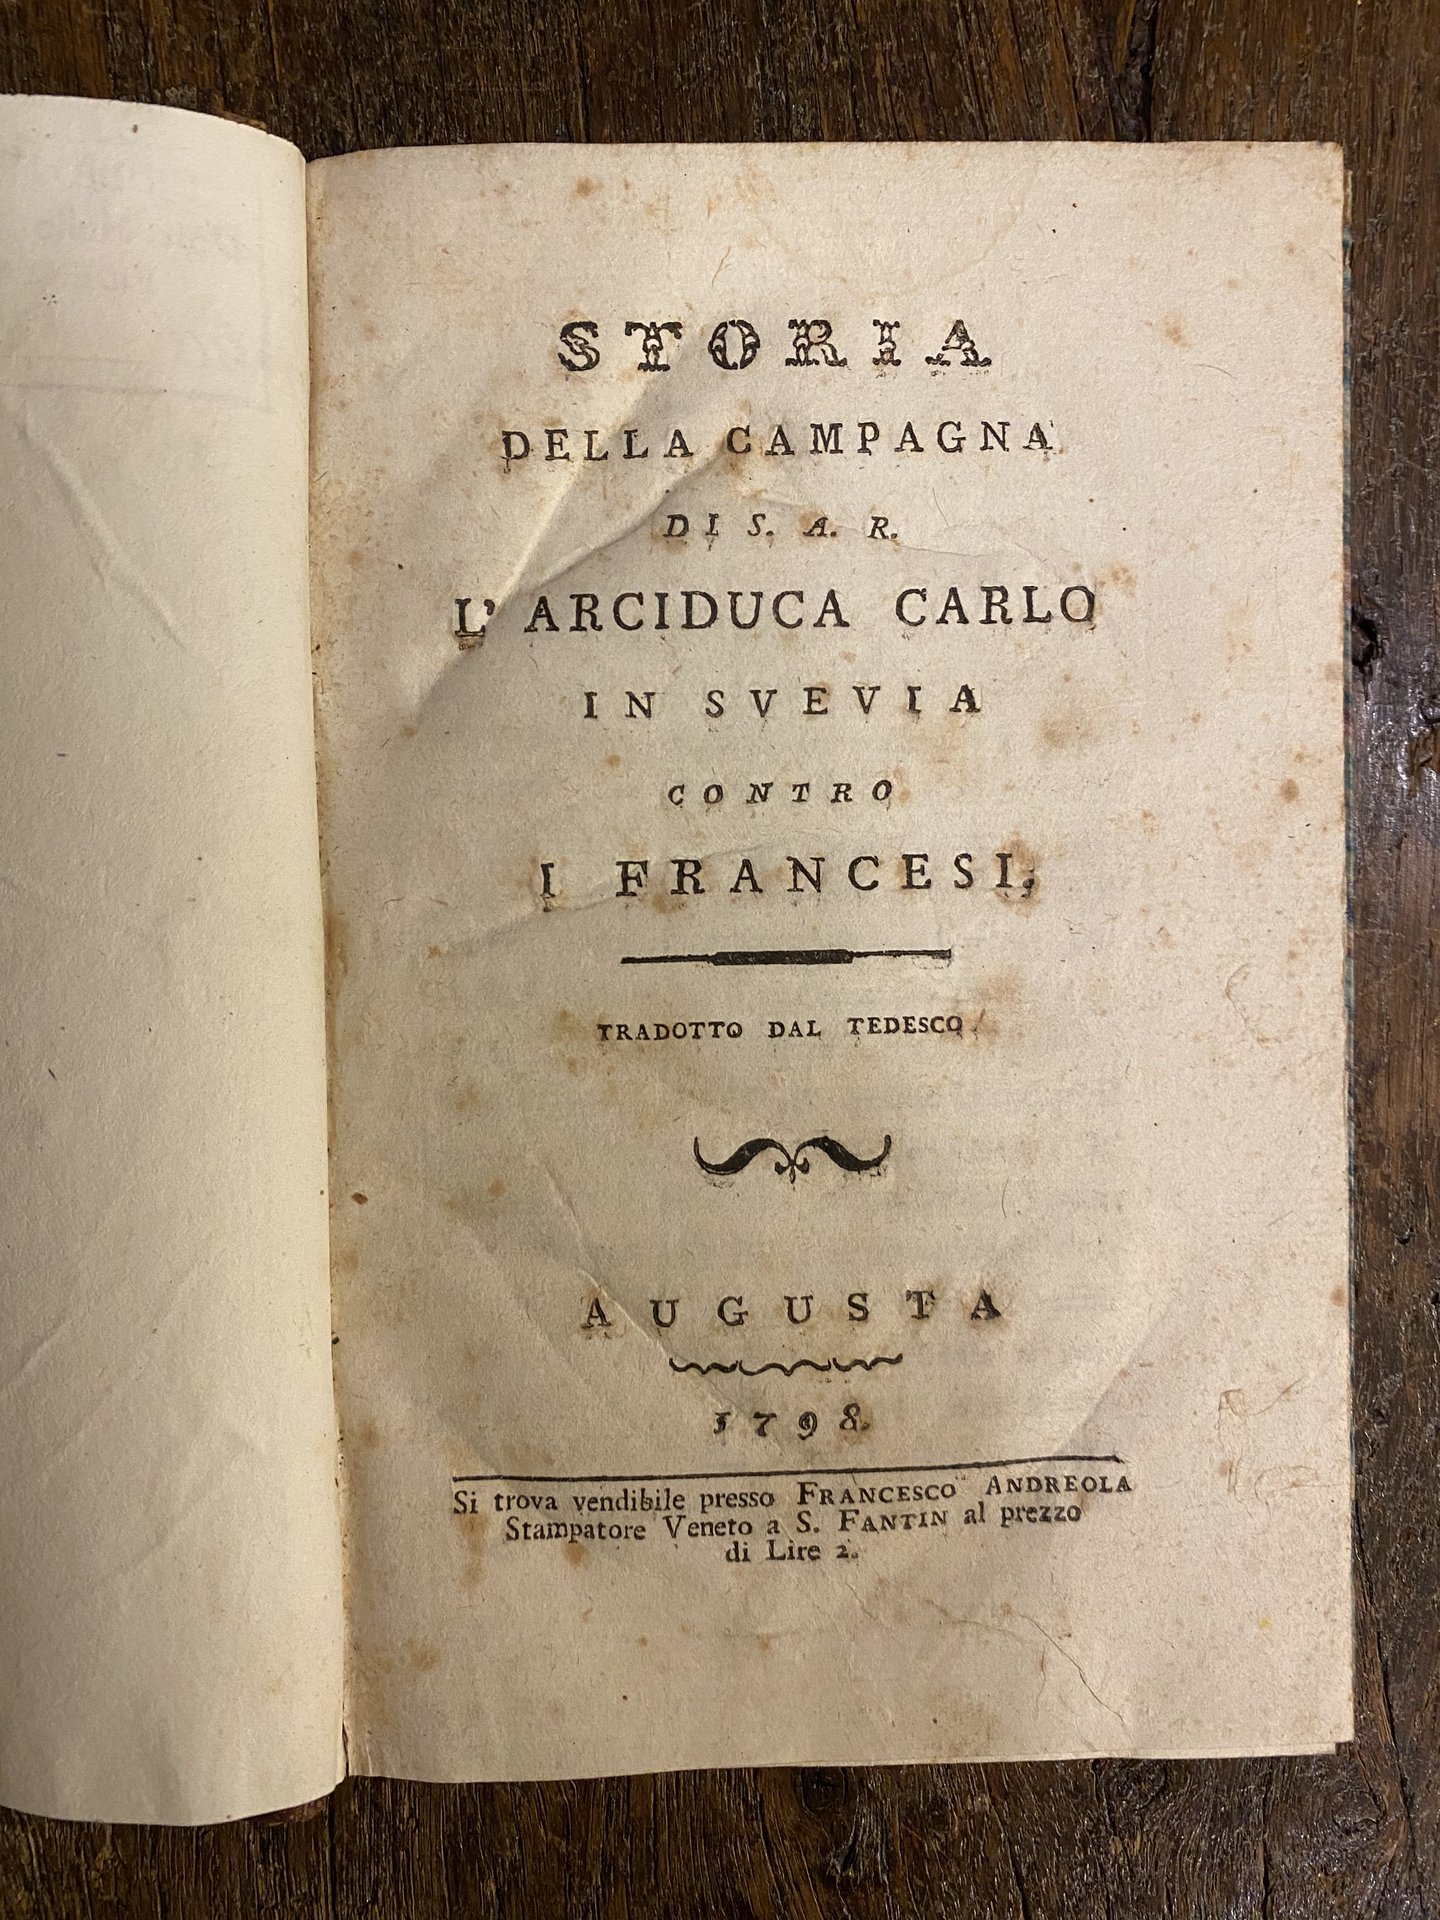 STORIA
DELLA CAMPAGNA
DI S. A. R.
L' ARCIDUCA CARLO
IN SVEVIA
CONTRO
I FRANCESI,
TRADOTTO DAL TEDESCO.
AUGUSTA
1798.
Si trova vendibile presso FRANCESCO ANDREOLA
Stampatore Veneto a S. FANTIN al prezzo
di Lire 2.